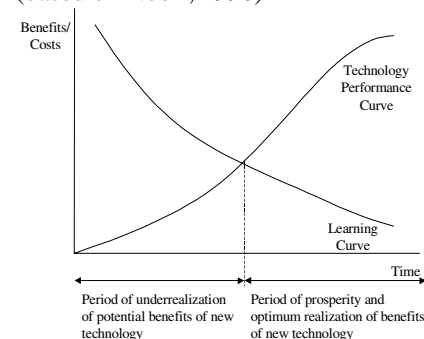 Benefits/
Costs
Technology
Performance
Curve
Learning
Curve
Time
Period of underrealization
of potential benefits of new
technology
Period of prosperity and
optimum realization of benefits
of new technology